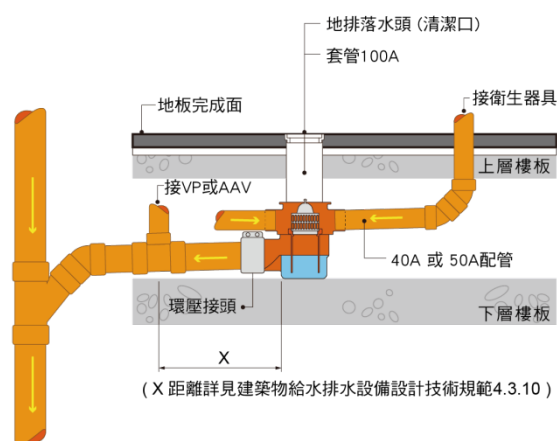 地排落水頭 (清潔口)
套管100A
地板完成面
接衛生器具
上層樓板
接VP或AAV
40A 或 50A配管
環壓接頭
下層樓板
X
( X 距離詳見建築物給水排水設備設計技術規範4.3.10 )